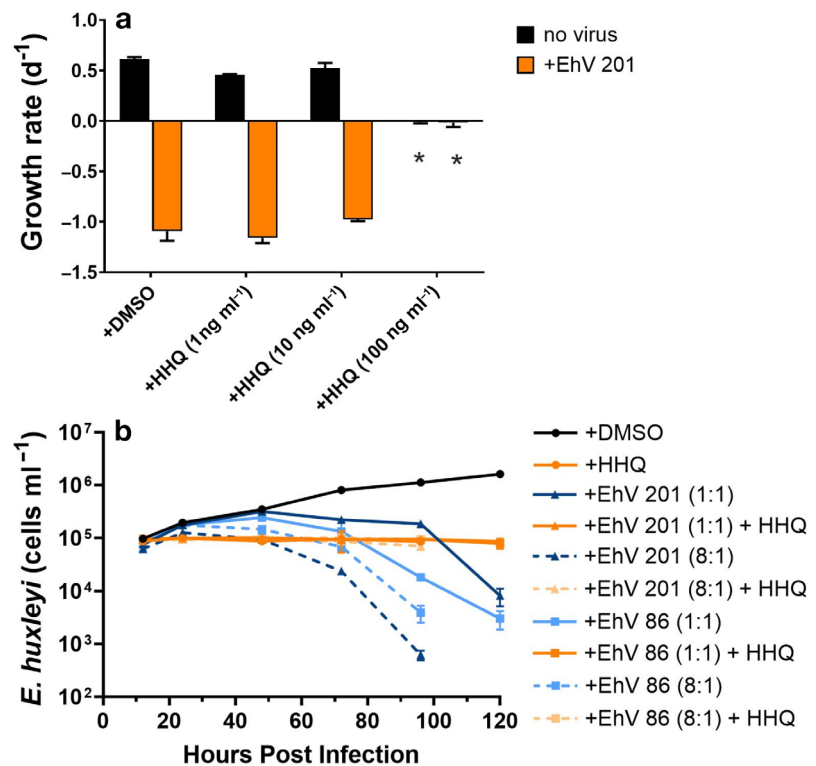 a
1.0
0.5
0.0
−0.5
−1.0
−1.5
Growth rate (d⁻¹)
* *
no virus
+EhV 201
+DMSO
+HHQ (1ng ml⁻¹)
+HHQ (10 ng ml⁻¹)
+HHQ (100 ng ml⁻¹)
b
10⁷
10⁶
10⁵
10⁴
10³
10²
E. huxleyi (cells ml⁻¹)
0 20 40 60 80 100 120
Hours Post Infection
+DMSO
+HHQ
+EhV 201 (1:1)
+EhV 201 (1:1) + HHQ
+EhV 201 (8:1)
+EhV 201 (8:1) + HHQ
+EhV 86 (1:1)
+EhV 86 (1:1) + HHQ
+EhV 86 (8:1)
+EhV 86 (8:1) + HHQ